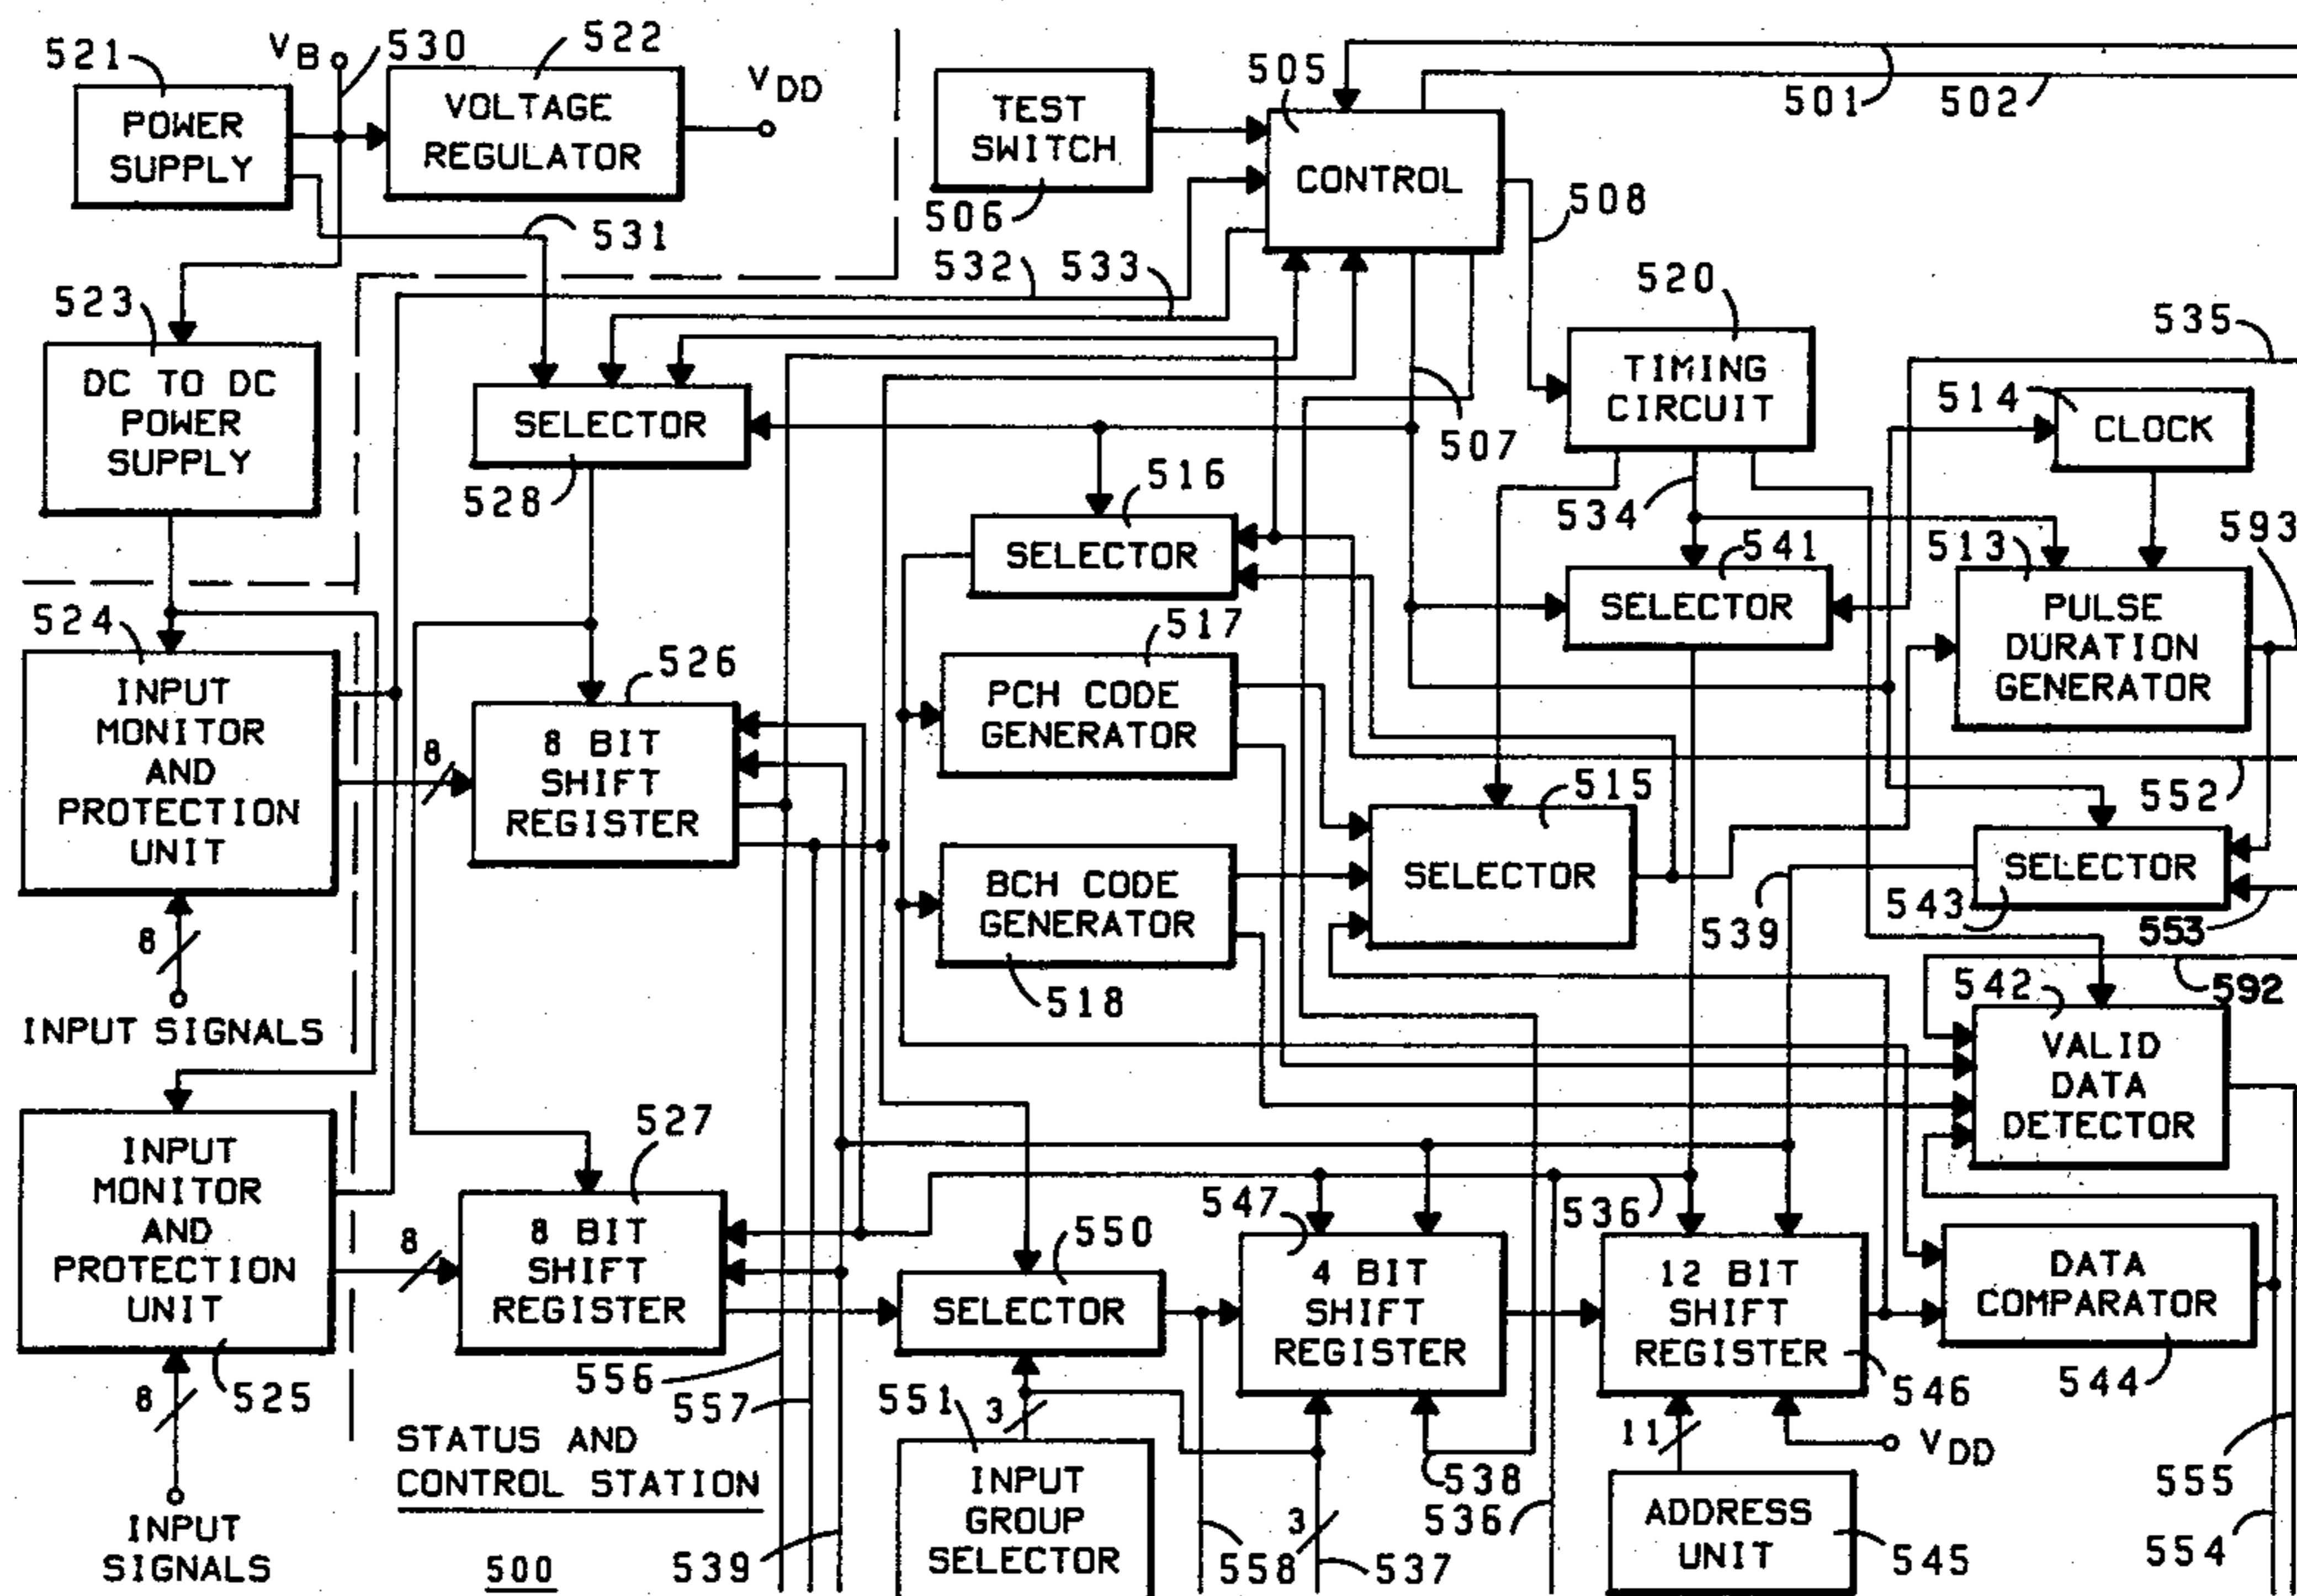 521
V B
530
522
POWER
SUPPLY
VOLTAGE
REGULATOR
V DD
TEST
SWITCH
506
505
CONTROL
501
502
508
531
532
533
520
TIMING
CIRCUIT
535
523
DC TO DC
POWER
SUPPLY
SELECTOR
528
507
514
CLOCK
516
SELECTOR
534
541
SELECTOR
513
593
PULSE
DURATION
GENERATOR
524
INPUT
MONITOR
AND
PROTECTION
UNIT
8
526
8 BIT
SHIFT
REGISTER
517
PCH CODE
GENERATOR
515
SELECTOR
552
BCH CODE
GENERATOR
518
539
SELECTOR
543
553
8
INPUT SIGNALS
542
592
VALID
DATA
DETECTOR
INPUT
MONITOR
AND
PROTECTION
UNIT
525
8
527
8 BIT
SHIFT
REGISTER
550
SELECTOR
547
4 BIT
SHIFT
REGISTER
536
12 BIT
SHIFT
REGISTER
546
DATA
COMPARATOR
544
8
INPUT
SIGNALS
556
557
STATUS AND
CONTROL STATION
500
539
551
3
INPUT
GROUP
SELECTOR
558
3
537
538
536
11
V DD
ADDRESS
UNIT
545
555
554